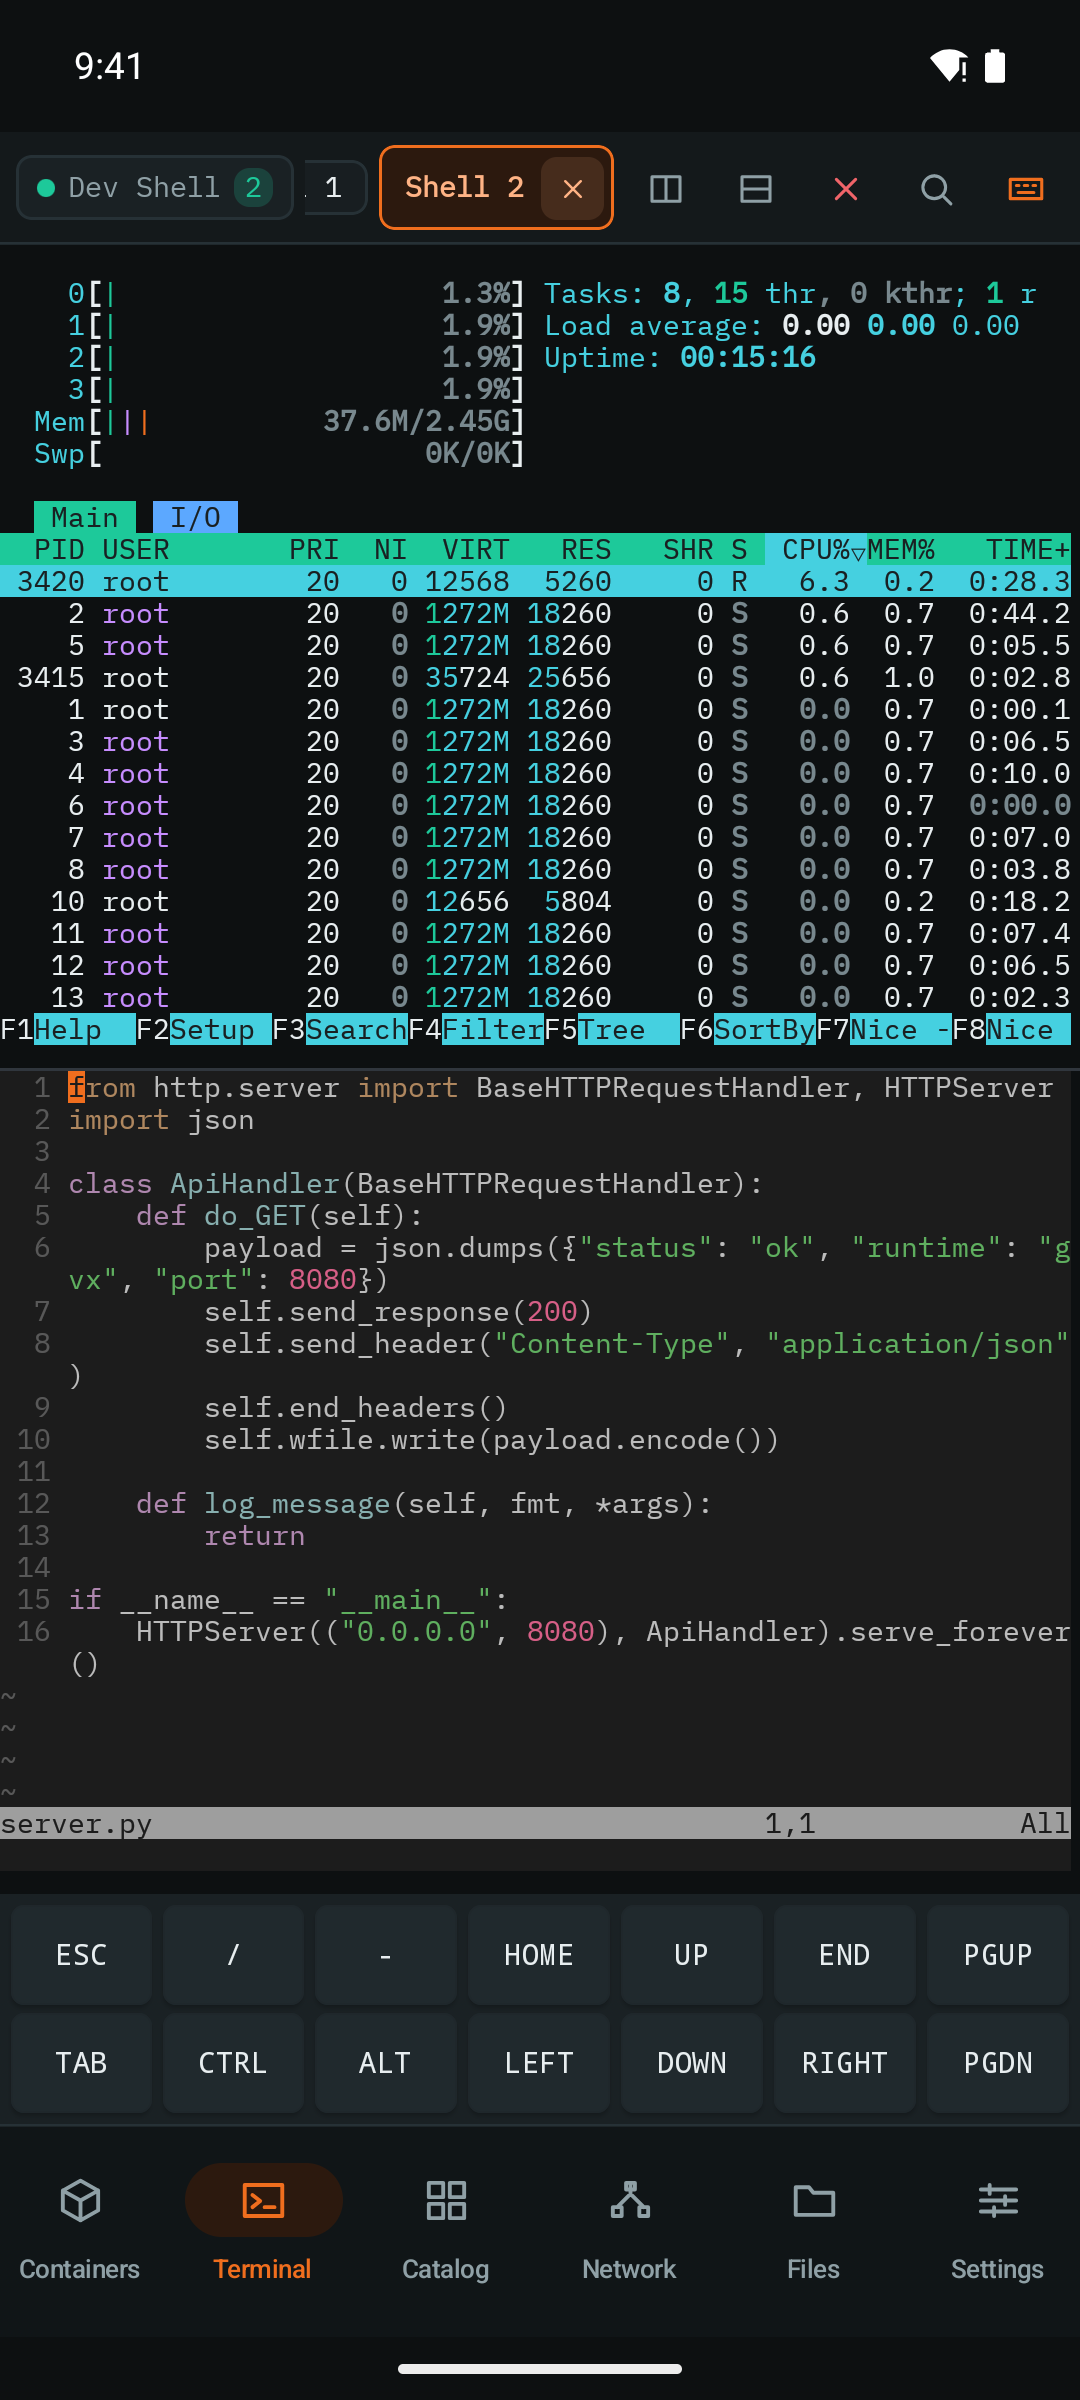 9:41
Dev Shell 2
1
Shell 2
0[| 1.3%] Tasks: 8, 15 thr, 0 kthr; 1 r
1[| 1.9%] Load average: 0.00 0.00 0.00
2[| 1.9%] Uptime: 00:15:16
3[| 1.9%]
Mem[||| 37.6M/2.45G]
Swp[ 0K/0K]
Main I/O
PID USER PRI NI VIRT RES SHR S CPU%▽MEM% TIME+
3420 root 20 0 12568 5260 0 R 6.3 0.2 0:28.3
2 root 20 0 1272M 18260 0 S 0.6 0.7 0:44.2
5 root 20 0 1272M 18260 0 S 0.6 0.7 0:05.5
3415 root 20 0 35724 25656 0 S 0.6 1.0 0:02.8
1 root 20 0 1272M 18260 0 S 0.0 0.7 0:00.1
3 root 20 0 1272M 18260 0 S 0.0 0.7 0:06.5
4 root 20 0 1272M 18260 0 S 0.0 0.7 0:10.0
6 root 20 0 1272M 18260 0 S 0.0 0.7 0:00.0
7 root 20 0 1272M 18260 0 S 0.0 0.7 0:07.0
8 root 20 0 1272M 18260 0 S 0.0 0.7 0:03.8
10 root 20 0 12656 5804 0 S 0.0 0.2 0:18.2
11 root 20 0 1272M 18260 0 S 0.0 0.7 0:07.4
12 root 20 0 1272M 18260 0 S 0.0 0.7 0:06.5
13 root 20 0 1272M 18260 0 S 0.0 0.7 0:02.3
F1Help F2Setup F3SearchF4FilterF5Tree F6SortByF7Nice -F8Nice
1 from http.server import BaseHTTPRequestHandler, HTTPServer
2 import json
3
4 class ApiHandler(BaseHTTPRequestHandler):
5     def do_GET(self):
6         payload = json.dumps({"status": "ok", "runtime": "g
vx", "port": 8080})
7         self.send_response(200)
8         self.send_header("Content-Type", "application/json"
)
9         self.end_headers()
10         self.wfile.write(payload.encode())
11
12     def log_message(self, fmt, *args):
13         return
14
15 if __name__ == "__main__":
16     HTTPServer(("0.0.0.0", 8080), ApiHandler).serve_forever
()
~
~
~
~
server.py 1,1 All
ESC / - HOME UP END PGUP
TAB CTRL ALT LEFT DOWN RIGHT PGDN
Containers Terminal Catalog Network Files Settings